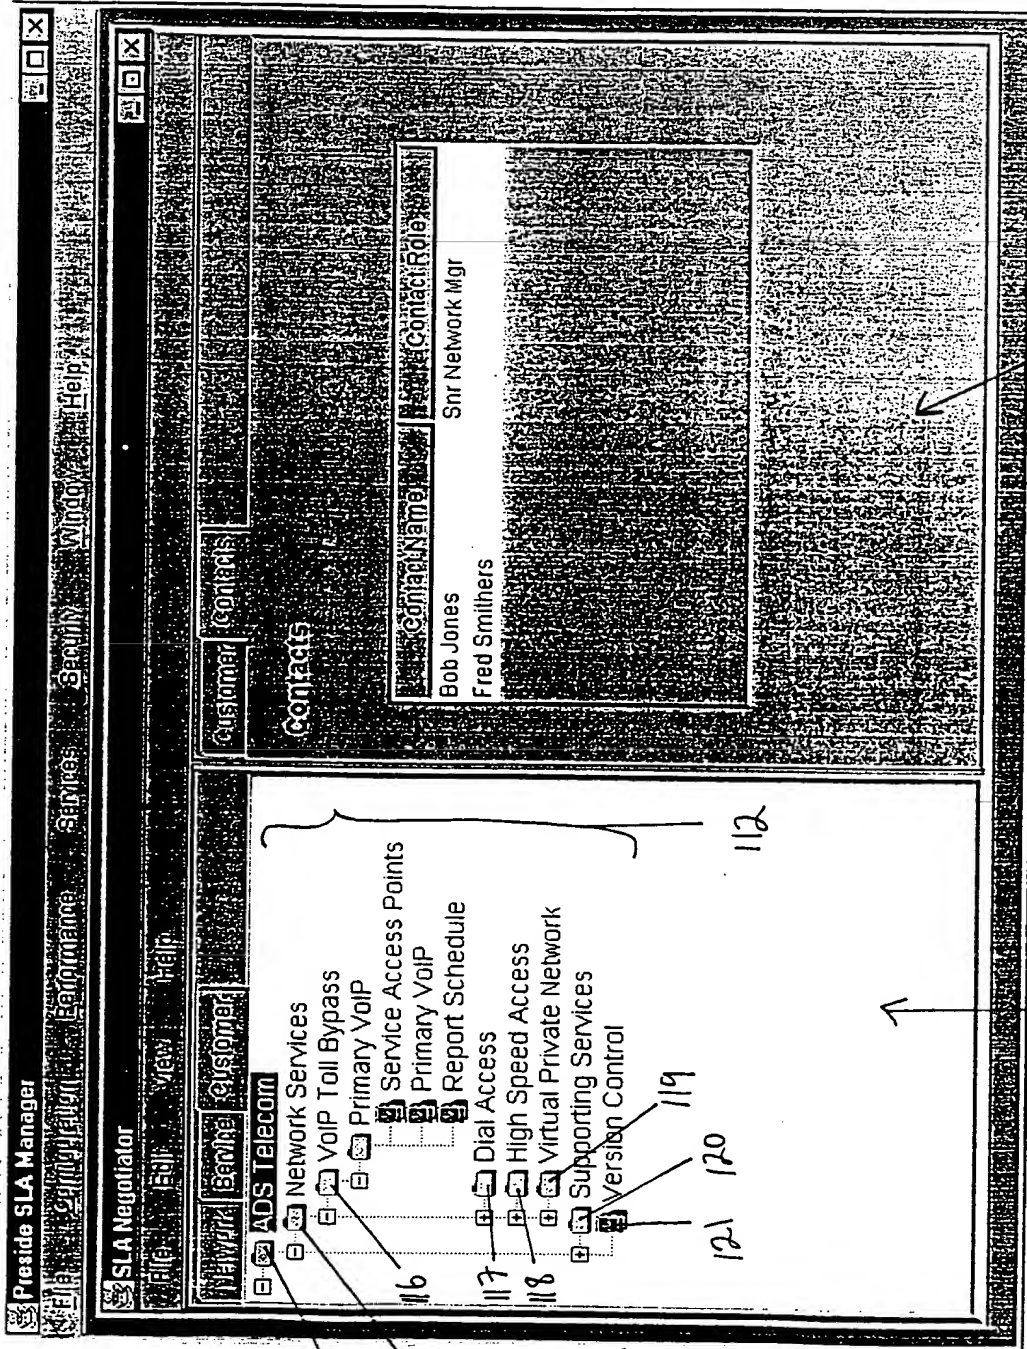 Preside SLA Manager
File Configuration Performance Services Security Window Help
SLA Negotiator
File Edit View Help
Network Service Customer
ADS Telecom
Network Services
VoIP Toll Bypass
Primary VoIP
Service Access Points
Primary VoIP
Report Schedule
Dial Access
High Speed Access
Virtual Private Network
Supporting Services
Version Control
116
117
118
119
120
121
112
Customer Contacts
Contacts
Contact Name Contact Role
Bob Jones Snr Network Mgr
Fred Smithers